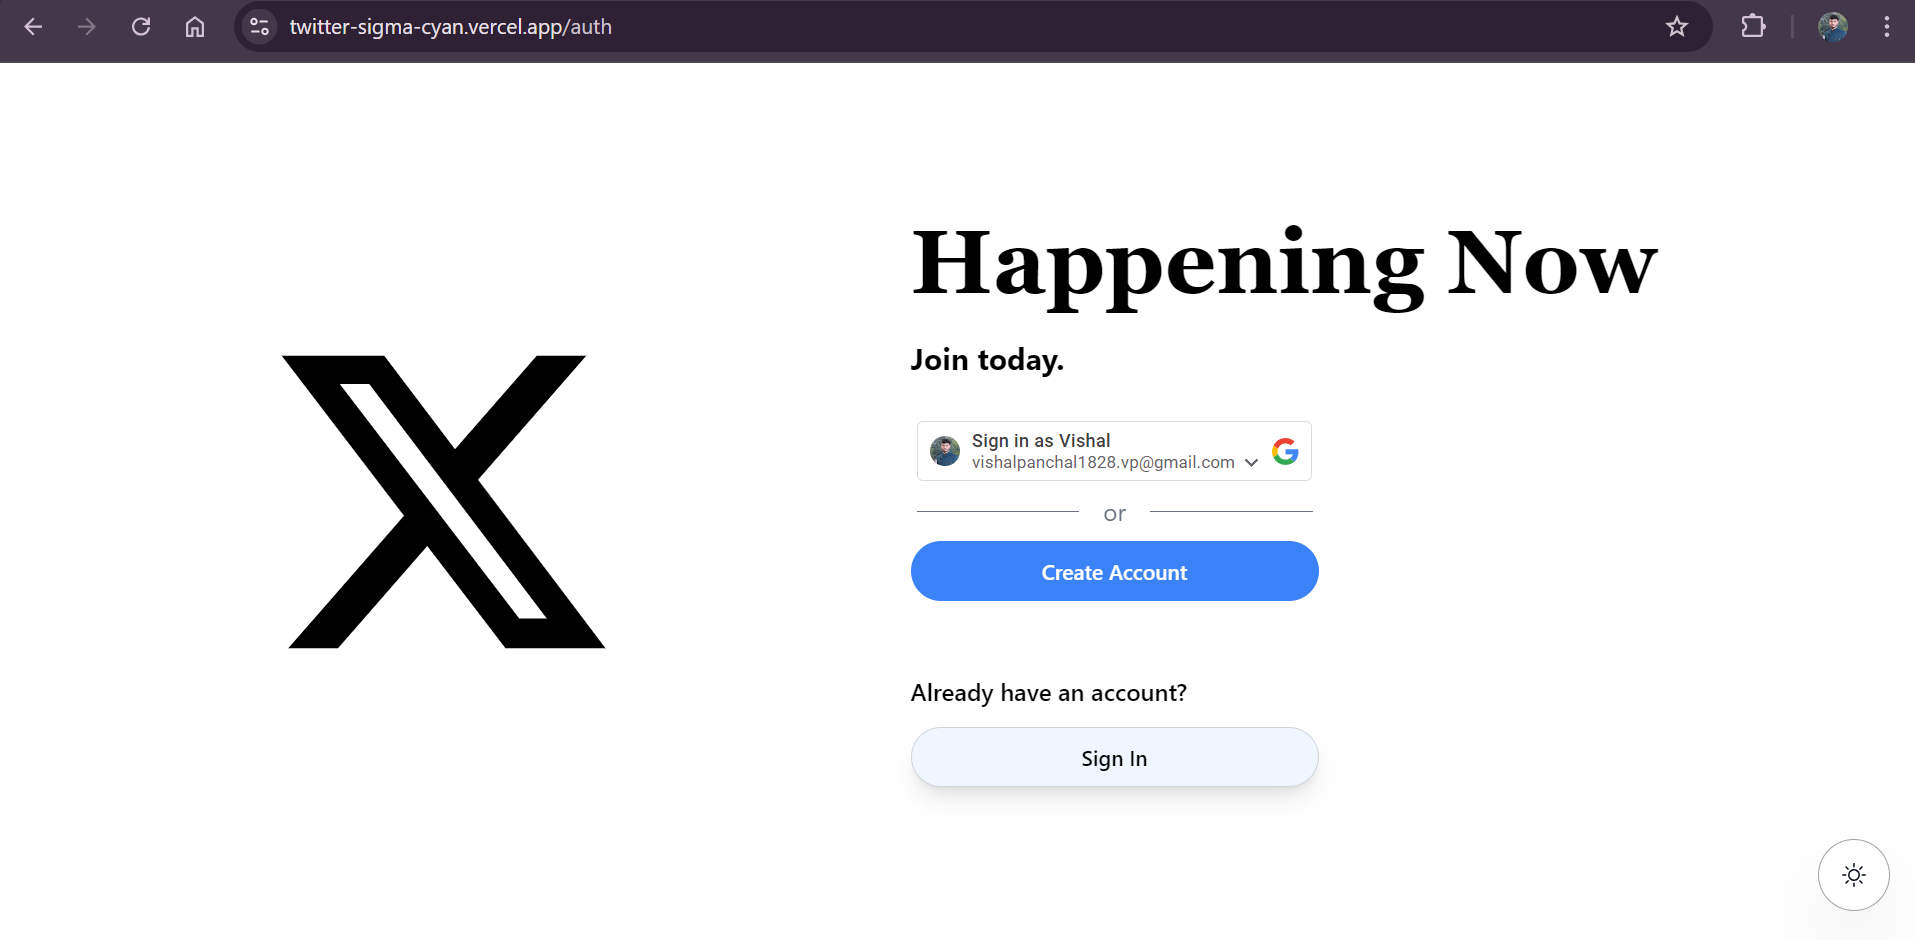 twitter-sigma-cyan.vercel.app/auth
Happening Now
Join today.
Sign in as Vishal
vishalpanchal1828.vp@gmail.com
or
Create Account
Already have an account?
Sign In